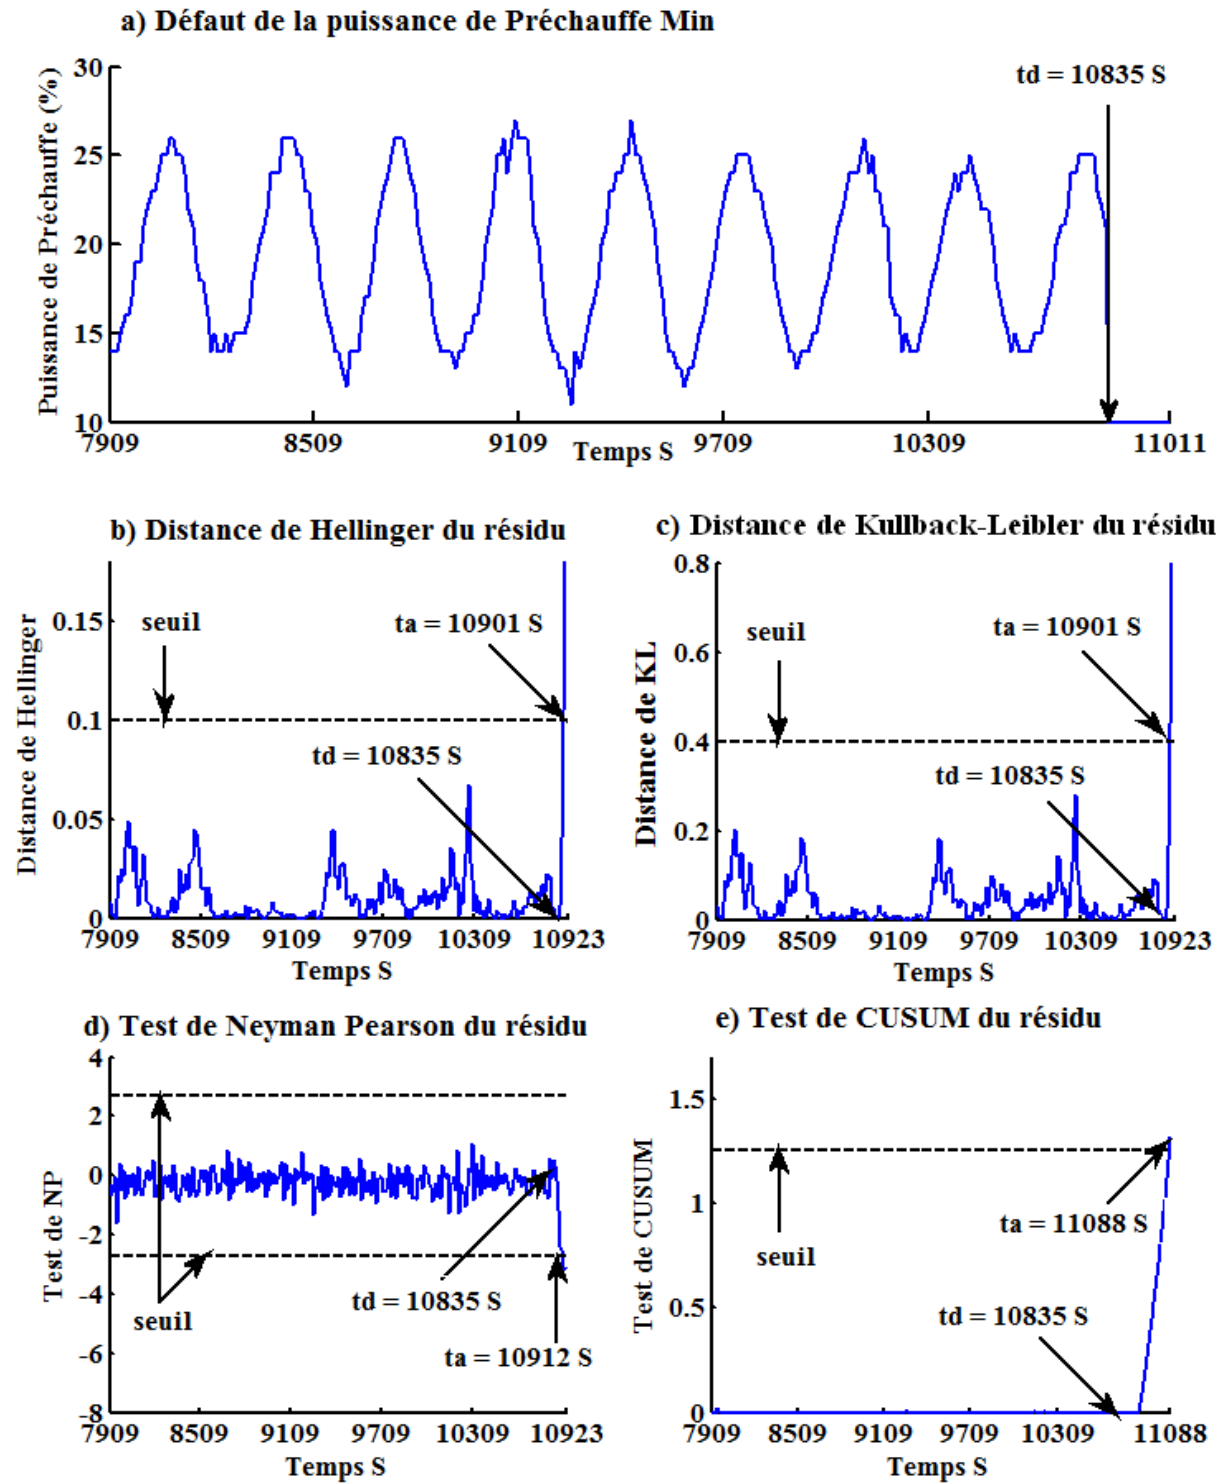 a) Défaut de la puissance de Préchauffe Min
Puissance de Préchauffe (%)
30
25
20
15
10
td = 10835 S
7909 8509 9109 9709 10309 11011
Temps S
b) Distance de Hellinger du résidu
Distance de Hellinger
0.15
0.1
0.05
0
seuil
ta = 10901 S
td = 10835 S
7909 8509 9109 9709 10309 10923
Temps S
c) Distance de Kullback-Leibler du résidu
Distance de KL
0.8
0.6
0.4
0.2
0
seuil
ta = 10901 S
td = 10835 S
7909 8509 9109 9709 10309 10923
Temps S
d) Test de Neyman Pearson du résidu
Test de NP
4
2
0
-2
-4
-6
-8
seuil
td = 10835 S
ta = 10912 S
7909 8509 9109 9709 10309 10923
Temps S
e) Test de CUSUM du résidu
Test de CUSUM
1.5
1
0.5
0
seuil
ta = 11088 S
td = 10835 S
7909 8509 9109 9709 10309 11088
Temps S